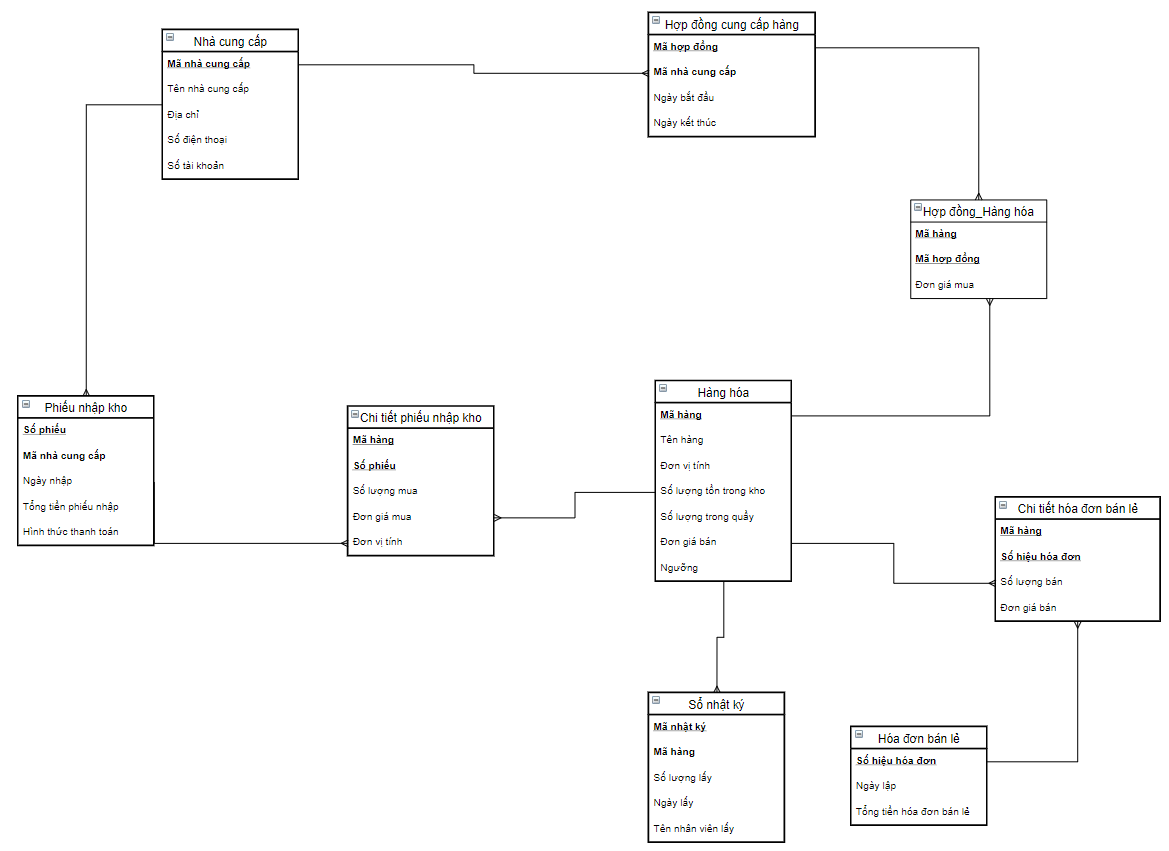 Nhà cung cấp
Mã nhà cung cấp
Tên nhà cung cấp
Địa chỉ
Số điện thoại
Số tài khoản
Hợp đồng cung cấp hàng
Mã hợp đồng
Mã nhà cung cấp
Ngày bắt đầu
Ngày kết thúc
Hợp đồng_Hàng hóa
Mã hàng
Mã hợp đồng
Đơn giá mua
Phiếu nhập kho
Số phiếu
Mã nhà cung cấp
Ngày nhập
Tổng tiền phiếu nhập
Hình thức thanh toán
Chi tiết phiếu nhập kho
Mã hàng
Số phiếu
Số lượng mua
Đơn giá mua
Đơn vị tính
Hàng hóa
Mã hàng
Tên hàng
Đơn vị tính
Số lượng tồn trong kho
Số lượng trong quầy
Đơn giá bán
Ngưỡng
Chi tiết hóa đơn bán lẻ
Mã hàng
Số hiệu hóa đơn
Số lượng bán
Đơn giá bán
Sổ nhật ký
Mã nhật ký
Mã hàng
Số lượng lấy
Ngày lấy
Tên nhân viên lấy
Hóa đơn bán lẻ
Số hiệu hóa đơn
Ngày lập
Tổng tiền hóa đơn bán lẻ